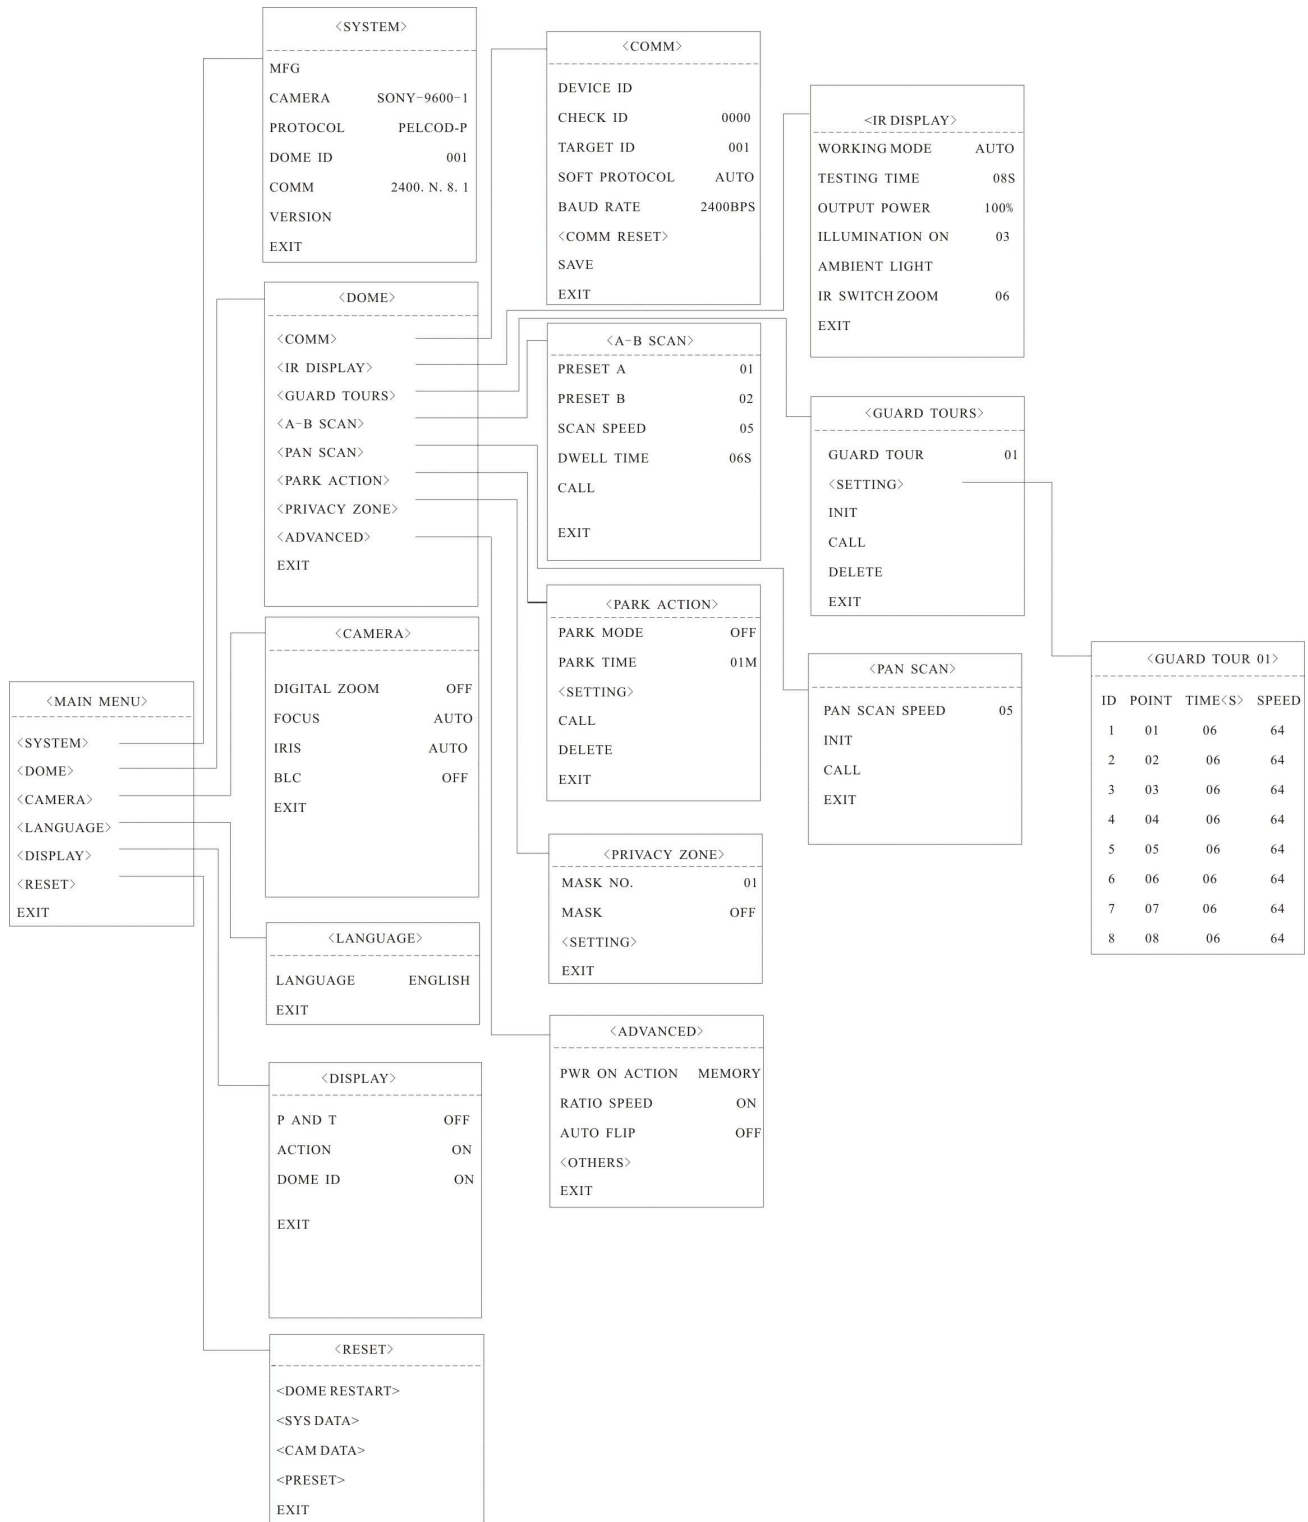 <MAIN MENU>
<SYSTEM>
<DOME>
<CAMERA>
<LANGUAGE>
<DISPLAY>
<RESET>
EXIT
<SYSTEM>
MFG
CAMERA SONY-9600-1
PROTOCOL PELCOD-P
DOME ID 001
COMM 2400. N. 8. 1
VERSION
EXIT
<DOME>
<COMM>
<IR DISPLAY>
<GUARD TOURS>
<A-B SCAN>
<PAN SCAN>
<PARK ACTION>
<PRIVACY ZONE>
<ADVANCED>
EXIT
<CAMERA>
DIGITAL ZOOM OFF
FOCUS AUTO
IRIS AUTO
BLC OFF
EXIT
<LANGUAGE>
LANGUAGE ENGLISH
EXIT
<DISPLAY>
P AND T OFF
ACTION ON
DOME ID ON
EXIT
<RESET>
<DOME RESTART>
<SYS DATA>
<CAM DATA>
<PRESET>
EXIT
<COMM>
DEVICE ID
CHECK ID 0000
TARGET ID 001
SOFT PROTOCOL AUTO
BAUD RATE 2400BPS
<COMM RESET>
SAVE
EXIT
<A-B SCAN>
PRESET A 01
PRESET B 02
SCAN SPEED 05
DWELL TIME 06S
CALL
EXIT
<PARK ACTION>
PARK MODE OFF
PARK TIME 01M
<SETTING>
CALL
DELETE
EXIT
<PRIVACY ZONE>
MASK NO. 01
MASK OFF
<SETTING>
EXIT
<ADVANCED>
PWR ON ACTION MEMORY
RATIO SPEED ON
AUTO FLIP OFF
<OTHERS>
EXIT
<IR DISPLAY>
WORKING MODE AUTO
TESTING TIME 08S
OUTPUT POWER 100%
ILLUMINATION ON 03
AMBIENT LIGHT
IR SWITCH ZOOM 06
EXIT
<GUARD TOURS>
GUARD TOUR 01
<SETTING>
INIT
CALL
DELETE
EXIT
<PAN SCAN>
PAN SCAN SPEED 05
INIT
CALL
EXIT
<GUARD TOUR 01>
ID POINT TIME<S> SPEED
1 01 06 64
2 02 06 64
3 03 06 64
4 04 06 64
5 05 06 64
6 06 06 64
7 07 06 64
8 08 06 64